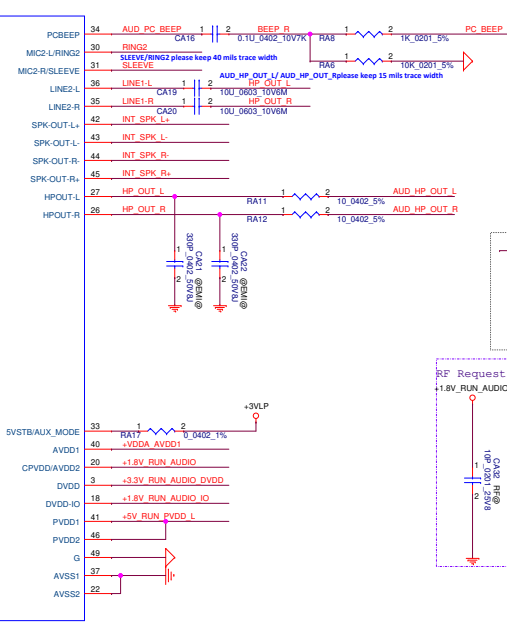 PCBEEP 34 AUD_PC_BEEP 1 2 BEEP_R 1 2 PC_BEEP
CA16 0.1U_0402_10V7K RA8 1K_0201_5%
MIC2-L/RING2 30 RING2
SLEEVE/RING2 please keep 40 mils trace width
1 2
RA6 10K_0201_5%
MIC2-R/SLEEVE 31 SLEEVE
AUD_HP_OUT_L/ AUD_HP_OUT_Rplease keep 15 mils trace width
LINE2-L 36 LINE1-L 1 2 HP_OUT_L
CA19 10U_0603_10V6M
LINE2-R 35 LINE1-R 1 2 HP_OUT_R
CA20 10U_0603_10V6M
SPK-OUT-L+ 42 INT_SPK_L+
SPK-OUT-L- 43 INT_SPK_L-
SPK-OUT-R- 44 INT_SPK_R-
SPK-OUT-R+ 45 INT_SPK_R+
HPOUT-L 27 HP_OUT_L 1 2 AUD_HP_OUT_L
RA11 10_0402_5%
HPOUT-R 26 HP_OUT_R 1 2 AUD_HP_OUT_R
RA12 10_0402_5%
1 2
CA21 @EMI@
330P_0402_50V8J
1 2
CA22 @EMI@
330P_0402_50V8J
RF Request
+1.8V_RUN_AUDIO
1 2
CA32 RF@
10P_0201_25V8
+3VLP
5VSTB/AUX_MODE 33 1 2
RA17 0_0402_1%
AVDD1 40 +VDDA_AVDD1
CPVDD/AVDD2 20 +1.8V_RUN_AUDIO
DVDD 3 +3.3V_RUN_AUDIO_DVDD
DVDD-IO 18 +1.8V_RUN_AUDIO_IO
PVDD1 41 +5V_RUN_PVDD_L
PVDD2 46
G 49
AVSS1 37
AVSS2 22